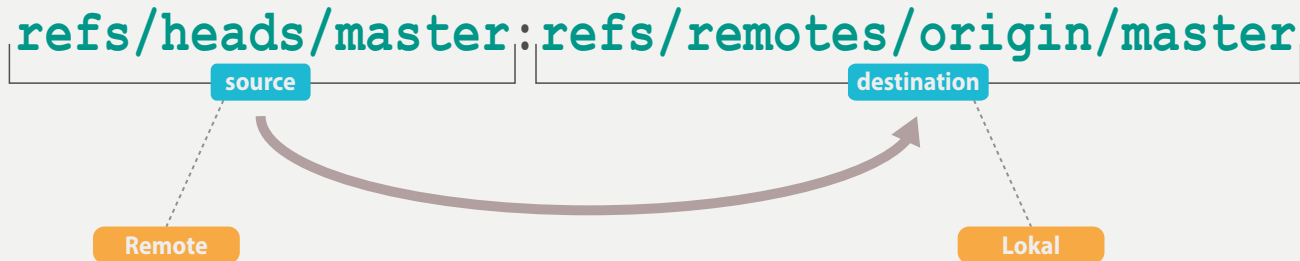 refs/heads/master:refs/remotes/origin/master
source destination
Remote Lokal